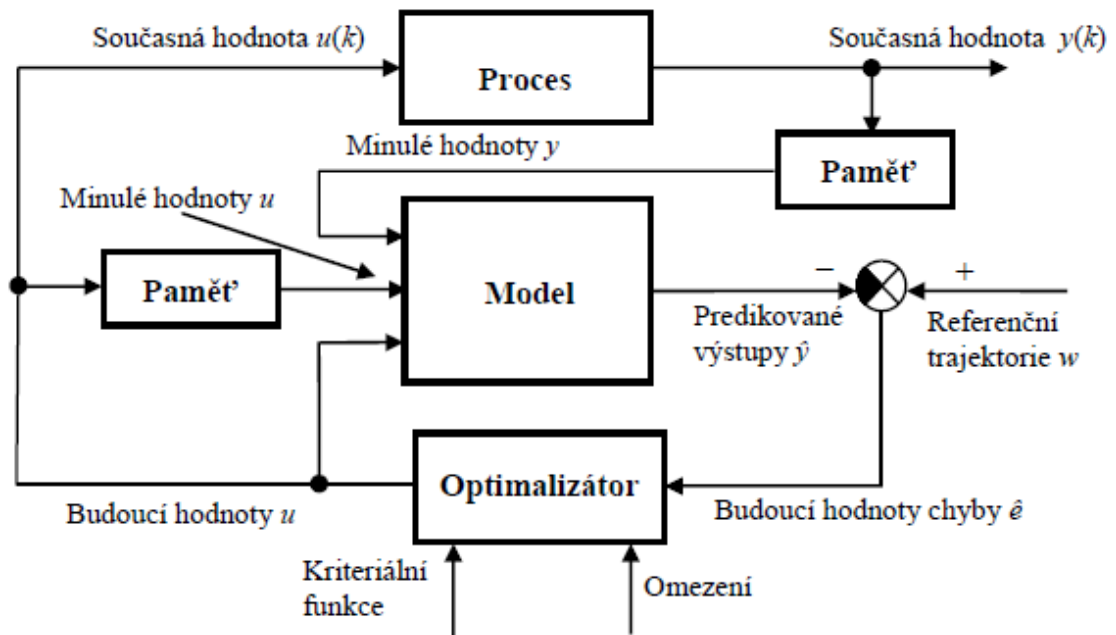 Současná hodnota u(k)
Proces
Současná hodnota y(k)
Minulé hodnoty y
Paměť
Minulé hodnoty u
Paměť
Model
−
+
Predikované
výstupy ŷ
Referenční
trajektorie w
Optimalizátor
Budoucí hodnoty u
Budoucí hodnoty chyby ê
Kriteriální
funkce
Omezení